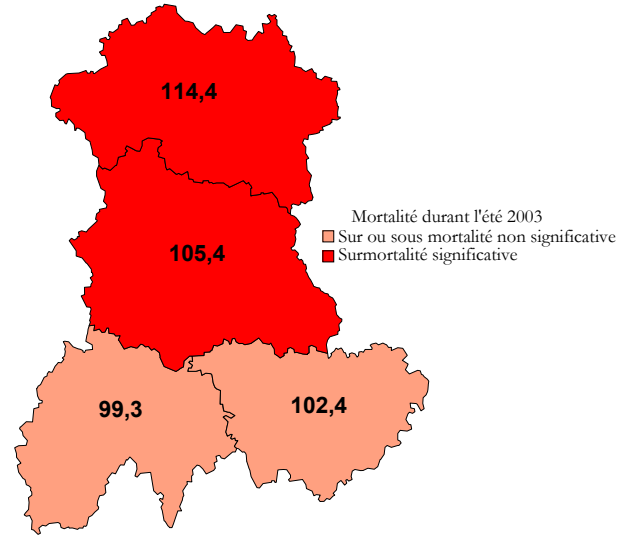 114,4
105,4
Mortalité durant l'été 2003
Sur ou sous mortalité non significative
Surmortalité significative
99,3
102,4